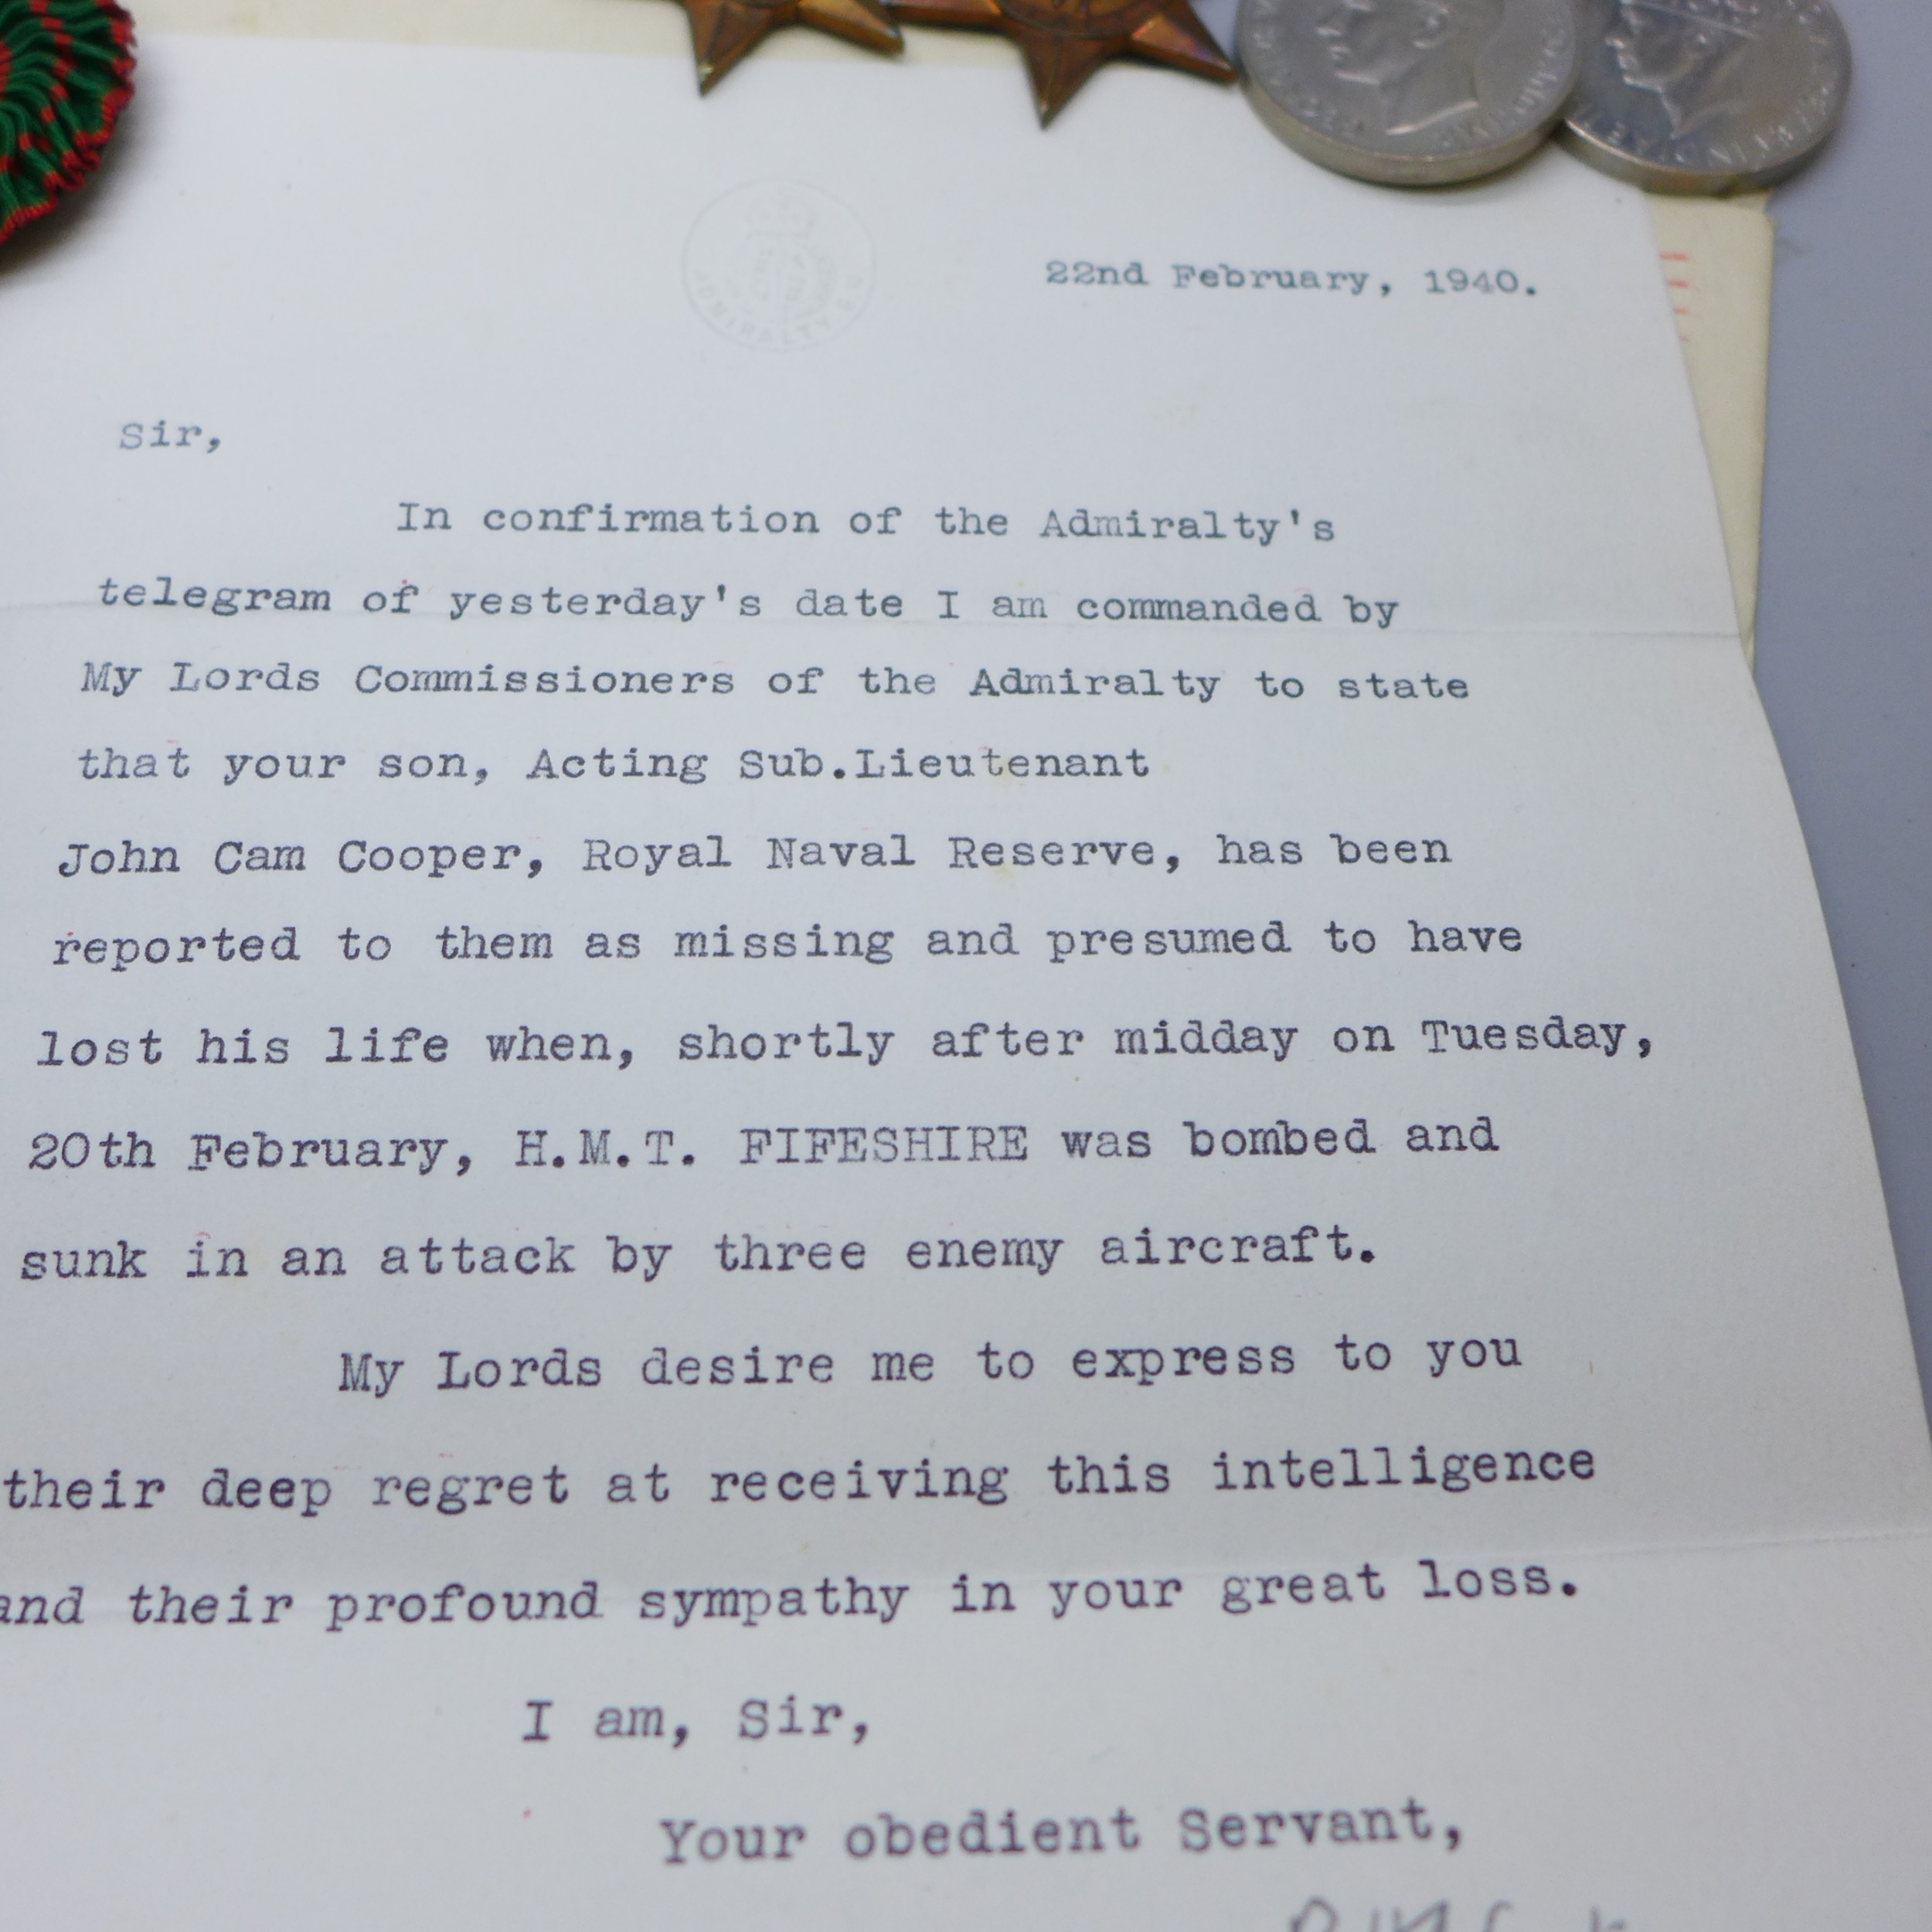 ADMIRALTY S.W
22nd February, 1940.
Sir,
In confirmation of the Admiralty's
telegram of yesterday's date I am commanded by
My Lords Commissioners of the Admiralty to state
that your son, Acting Sub.Lieutenant
John Cam Cooper, Royal Naval Reserve, has been
reported to them as missing and presumed to have
lost his life when, shortly after midday on Tuesday,
20th February, H.M.T. FIFESHIRE was bombed and
sunk in an attack by three enemy aircraft.
My Lords desire me to express to you
their deep regret at receiving this intelligence
and their profound sympathy in your great loss.
I am, Sir,
Your obedient Servant,